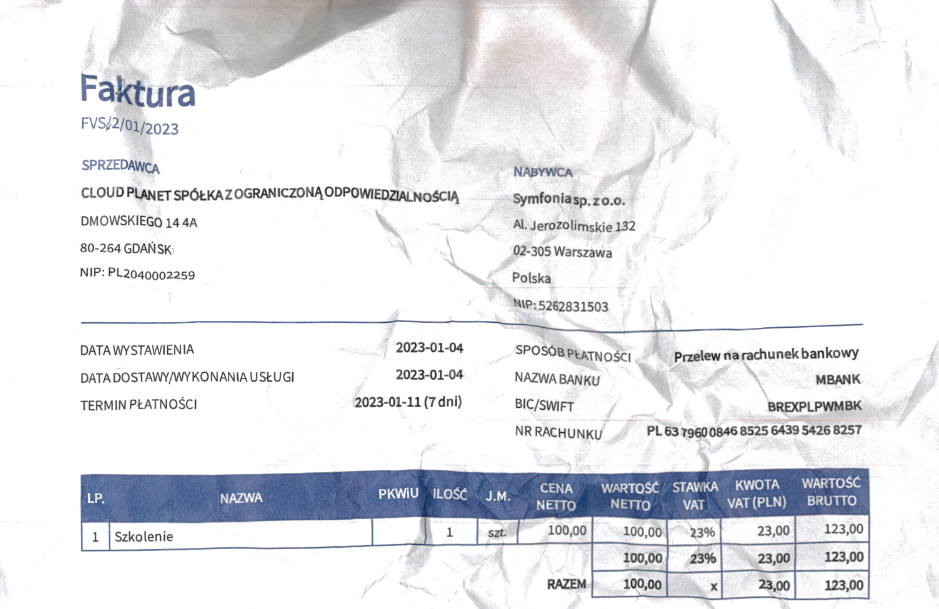 Faktura
FVS/2/01/2023
SPRZEDAWCA
CLOUD PLANET SPÓŁKA Z OGRANICZONĄ ODPOWIEDZIALNOŚCIĄ
DMOWSKIEGO 14 4A
80-264 GDAŃSK
NIP: PL2040002259
NABYWCA
Symfonia sp. z o.o.
Al. Jerozolimskie 132
02-305 Warszawa
Polska
NIP: 5262831503
DATA WYSTAWIENIA 2023-01-04
DATA DOSTAWY/WYKONANIA USŁUGI 2023-01-04
TERMIN PŁATNOŚCI 2023-01-11 (7 dni)
SPOSÓB PŁATNOŚCI Przelew na rachunek bankowy
NAZWA BANKU MBANK
BIC/SWIFT BREXPLPWMBK
NR RACHUNKU PL 63 7960 0846 8525 6439 5426 8257
LP. NAZWA PKWiU ILOŚĆ J.M. CENA NETTO WARTOŚĆ NETTO STAWKA VAT KWOTA VAT (PLN) WARTOŚĆ BRUTTO
1 Szkolenie 1 szt. 100,00 100,00 23% 23,00 123,00
100,00 23% 23,00 123,00
RAZEM 100,00 x 23,00 123,00